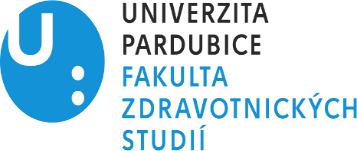 U:
UNIVERZITA
PARDUBICE
FAKULTA
ZDRAVOTNICKÝCH
STUDIÍ